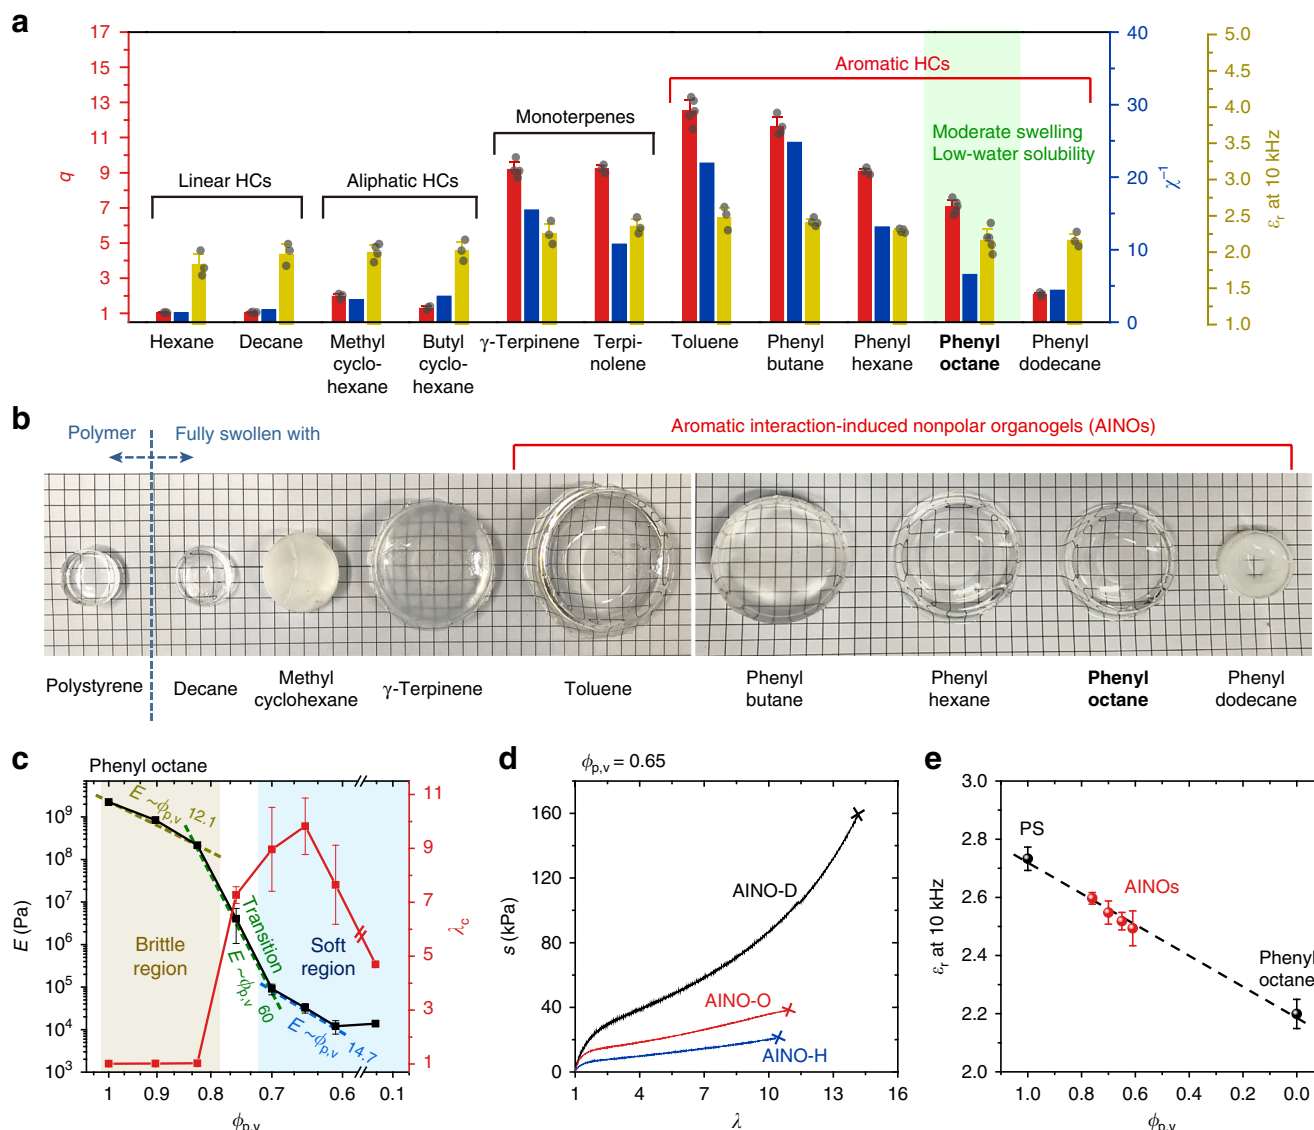 a
17
15
13
11
9
7
5
3
1
q
40
30
20
10
0
χ⁻¹
5.0
4.5
4.0
3.5
3.0
2.5
2.0
1.5
1.0
εr at 10 kHz
Linear HCs
Aliphatic HCs
Monoterpenes
Aromatic HCs
Moderate swelling
Low-water solubility
Hexane
Decane
Methyl
cyclo-
hexane
Butyl
cyclo-
hexane
γ-Terpinene
Terpi-
nolene
Toluene
Phenyl
butane
Phenyl
hexane
Phenyl
octane
Phenyl
dodecane
b
Polymer
Fully swollen with
Aromatic interaction-induced nonpolar organogels (AINOs)
Polystyrene
Decane
Methyl
cyclohexane
γ-Terpinene
Toluene
Phenyl
butane
Phenyl
hexane
Phenyl
octane
Phenyl
dodecane
c
Phenyl octane
E (Pa)
10⁹
10⁸
10⁷
10⁶
10⁵
10⁴
10³
E ~ϕp,v 12.1
Transition
E ~ϕp,v 60
E ~ϕp,v 14.7
Brittle
region
Soft
region
11
9
7
5
3
1
λc
1
0.9
0.8
0.7
0.6
0.1
ϕp,v
d
ϕp,v = 0.65
s (kPa)
160
120
80
40
0
AINO-D
AINO-O
AINO-H
1
4
7
10
13
16
λ
e
εr at 10 kHz
3.0
2.8
2.6
2.4
2.2
2.0
PS
AINOs
Phenyl
octane
1.0
0.8
0.6
0.4
0.2
0.0
ϕp,v